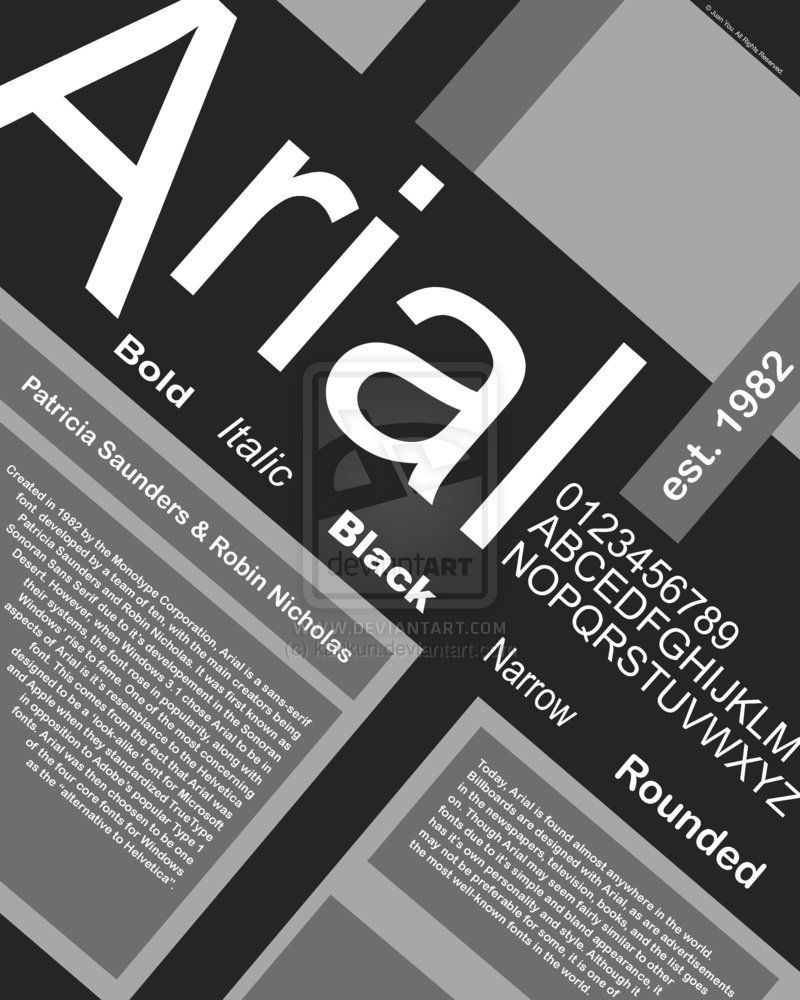 © Juan You. All Rights Reserved.
Arial
est. 1982
Bold
Italic
Black
Narrow
Rounded
0123456789
ABCEDFGHIJKLM
NOPQRSTUVWXYZ
Patricia Saunders & Robin Nicholas
Created in 1982 by the Monotype Corporation, Arial is a sans-serif
font developed by a team of ten, with the main creators being
Patricia Saunders and Robin Nicholas. It was first known as
Sonoran Sans Serif due to it's developement in the Sonoran
Desert. However, when Windows 3.1 chose Arial to be in
their systems, the font rose in popularity, along with
Windows' rise to fame. One of the most concerning
aspects of Arial is it's resemblance to the Helvetica
font. This comes from the fact that Arial was
designed to be a 'look-alike' font for Microsoft
and Apple when they standardized TrueType
in opposition to Adobe's popular Type 1
fonts. Arial was then choosen to be one
of the four core fonts for Windows
as the "alternative to Helvetica".
Today, Arial is found almost anywhere in the world.
Billboards are designed with Arial, as are advertisements
in the newspapers, television, books, and the list goes
on. Though Arial may seem fairly similar to other
fonts due to it's simple and bland appearance, it
has it's own personality and style. Although it
may not be preferable for some, it is one of
the most well-known fonts in the world.
deviantART
WWW.DEVIANTART.COM